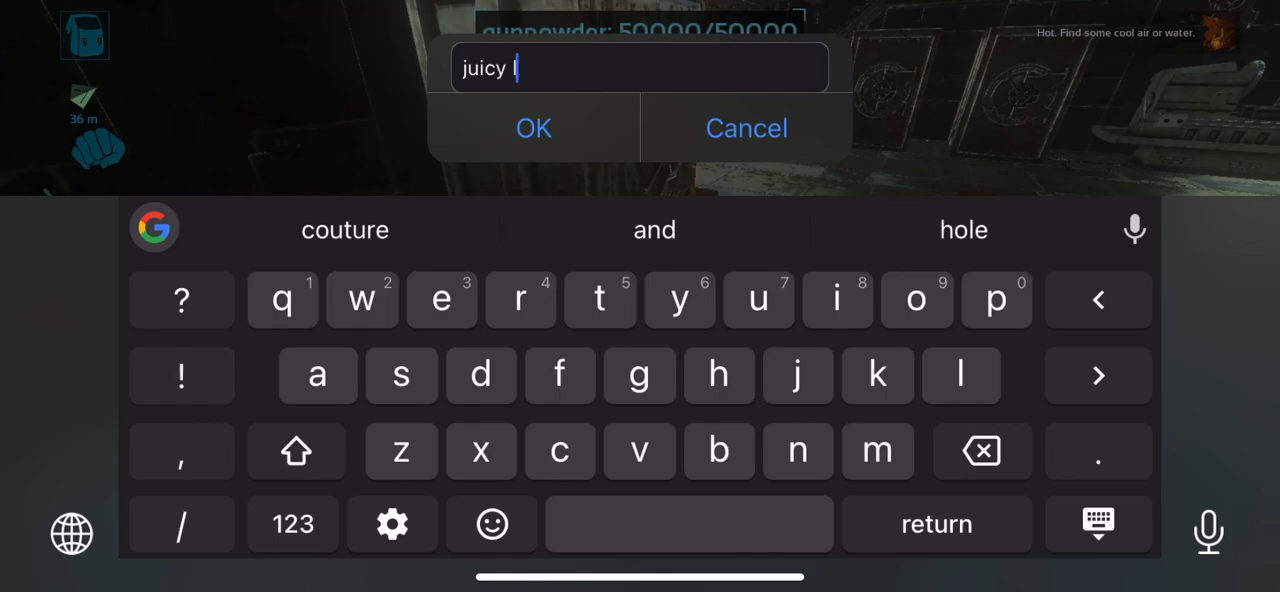 gunpowder: 50000/50000
Hot. Find some cool air or water.
juicy l
36 m
OK
Cancel
couture
and
hole
? q 1 w 2 e 3 r 4 t 5 y 6 u 7 i 8 o 9 p 0 <
! a s d f g h j k l >
, z x c v b n m .
/ 123 return